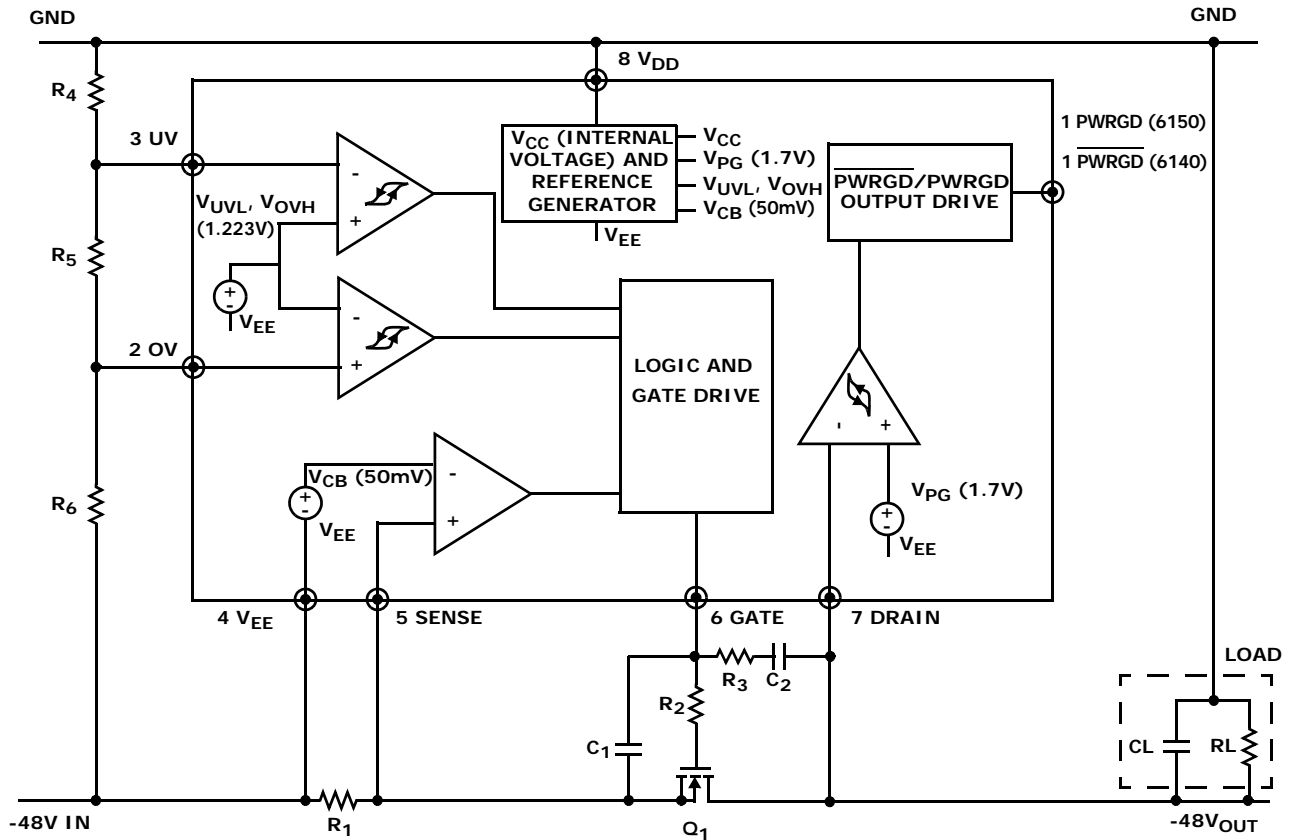 GND
GND
8 VDD
R4
3 UV
VUVL, VOVH
(1.223V)
-
+
+
-
VEE
R5
-
+
2 OV
VCC (INTERNAL
VOLTAGE) AND
REFERENCE
GENERATOR
VCC
VPG (1.7V)
VUVL, VOVH
VCB (50mV)
VEE
1 PWRGD (6150)
1 PWRGD (6140)
PWRGD/PWRGD
OUTPUT DRIVE
LOGIC AND
GATE DRIVE
-
+
VPG (1.7V)
+
-
VEE
VCB (50mV)
+
-
VEE
-
+
R6
4 VEE
5 SENSE
6 GATE
7 DRAIN
R3
C2
R2
C1
LOAD
CL
RL
-48V IN
R1
Q1
-48VOUT